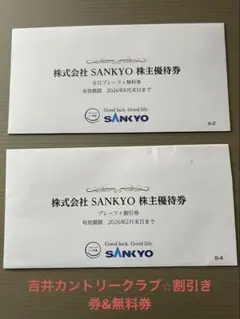 株式会社 SANKYO 株主優待券
全日プレーフィ無料券
有効期限 2026年8月末日まで
Good luck. Good life.
SANKYO
株式会社 SANKYO 株主優待券
プレーフィ割引券
有効期限 2026年2月末日まで
Good luck. Good life.
SANKYO
吉井カントリークラブ☆割引き
券&無料券